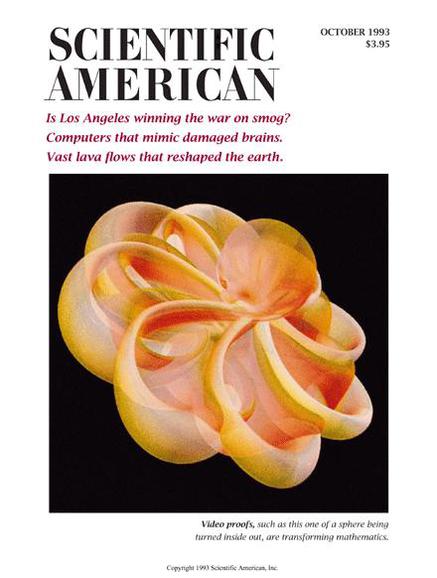 SCIENTIFIC
AMERICAN
OCTOBER 1993
$3.95
Is Los Angeles winning the war on smog?
Computers that mimic damaged brains.
Vast lava flows that reshaped the earth.
Video proofs, such as this one of a sphere being
turned inside out, are transforming mathematics.
Copyright 1993 Scientific American, Inc.